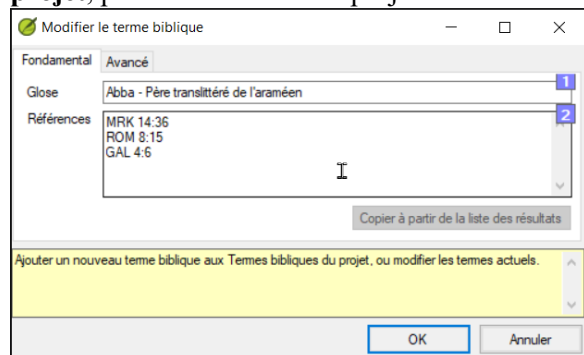 projet,
Modifier le terme biblique
Fondamental Avancé
Glose Abba - Père translittéré de l'araméen 1
Références MRK 14:36 2
ROM 8:15
GAL 4:6
Copier à partir de la liste des résultats
Ajouter un nouveau terme biblique aux Termes bibliques du projet, ou modifier les termes actuels.
OK Annuler